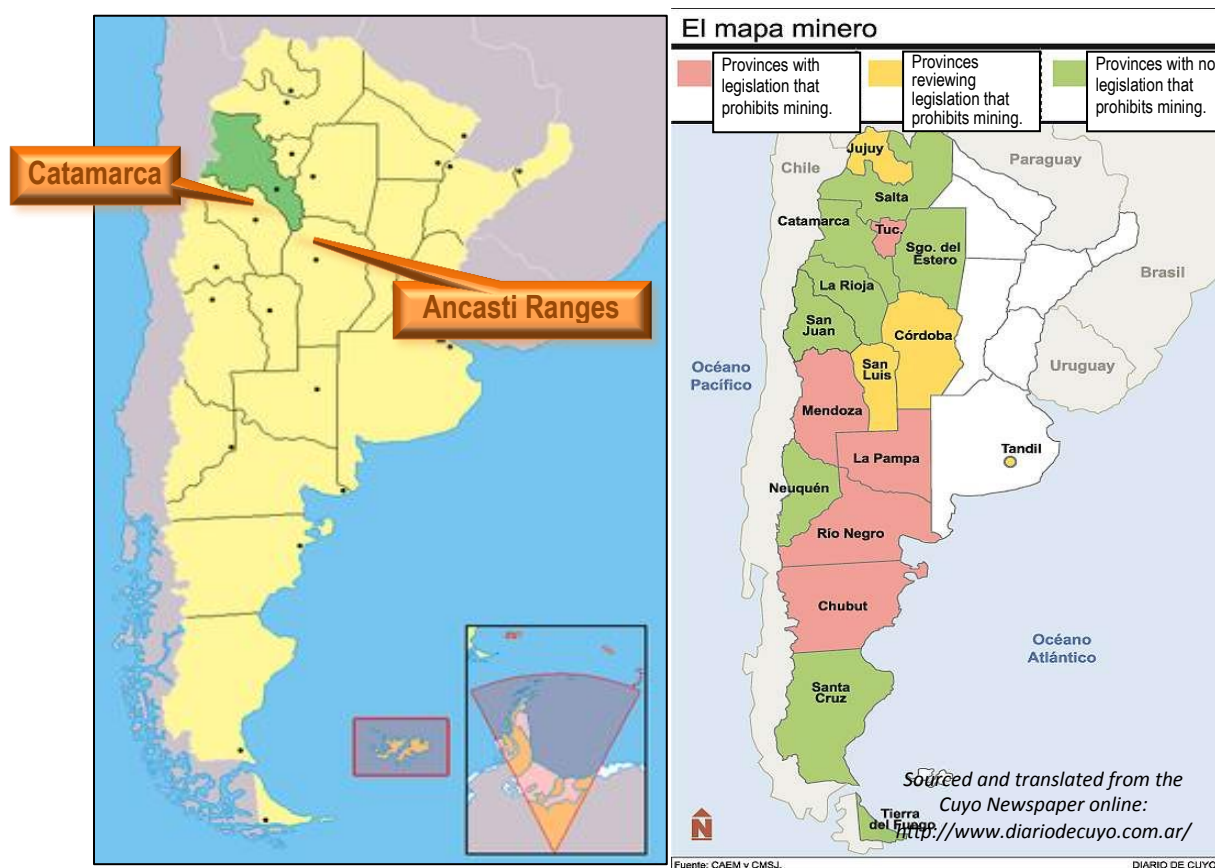 Catamarca
Ancasti Ranges
El mapa minero
Provinces with
legislation that
prohibits mining.
Provinces
reviewing
legislation that
prohibits mining.
Provinces with no
legislation that
prohibits mining.
Jujuy
Chile
Paraguay
Salta
Catamarca
Tuc.
Sgo. del
Estero
Brasil
La Rioja
San
Juan
Córdoba
San
Luis
Uruguay
Océano
Pacífico
Mendoza
Tandil
La Pampa
Neuquén
Río Negro
Chubut
Océano
Atlántico
Santa
Cruz
Sourced and translated from the
Cuyo Newspaper online:
http://www.diariodecuyo.com.ar/
Tierra
del Fuego
N
Fuente: CAEM y CMSJ.
DIARIO DE CUYO